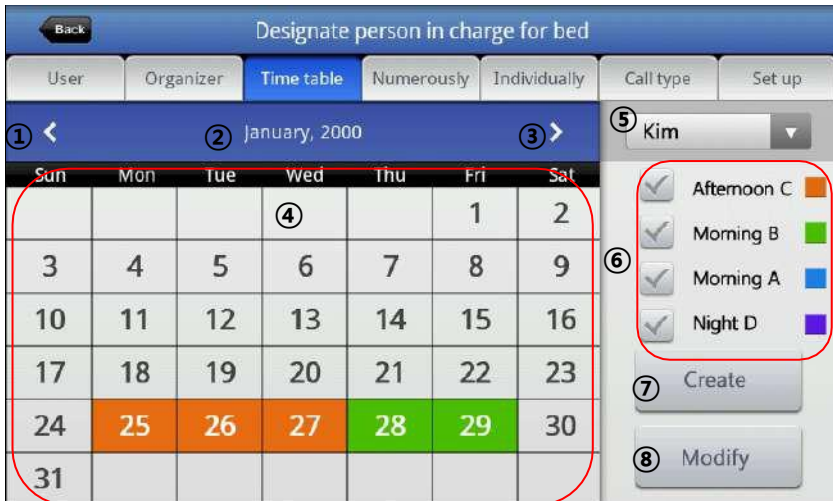 Back
Designate person in charge for bed
User Organizer Time table Numerously Individually Call type Set up
① ② January, 2000 ③
⑤ Kim
Sun Mon Tue Wed Thu Fri Sat
④ 1 2
3 4 5 6 7 8 9
10 11 12 13 14 15 16
17 18 19 20 21 22 23
24 25 26 27 28 29 30
31
⑥
Afternoon C
Morning B
Morning A
Night D
⑦ Create
⑧ Modify